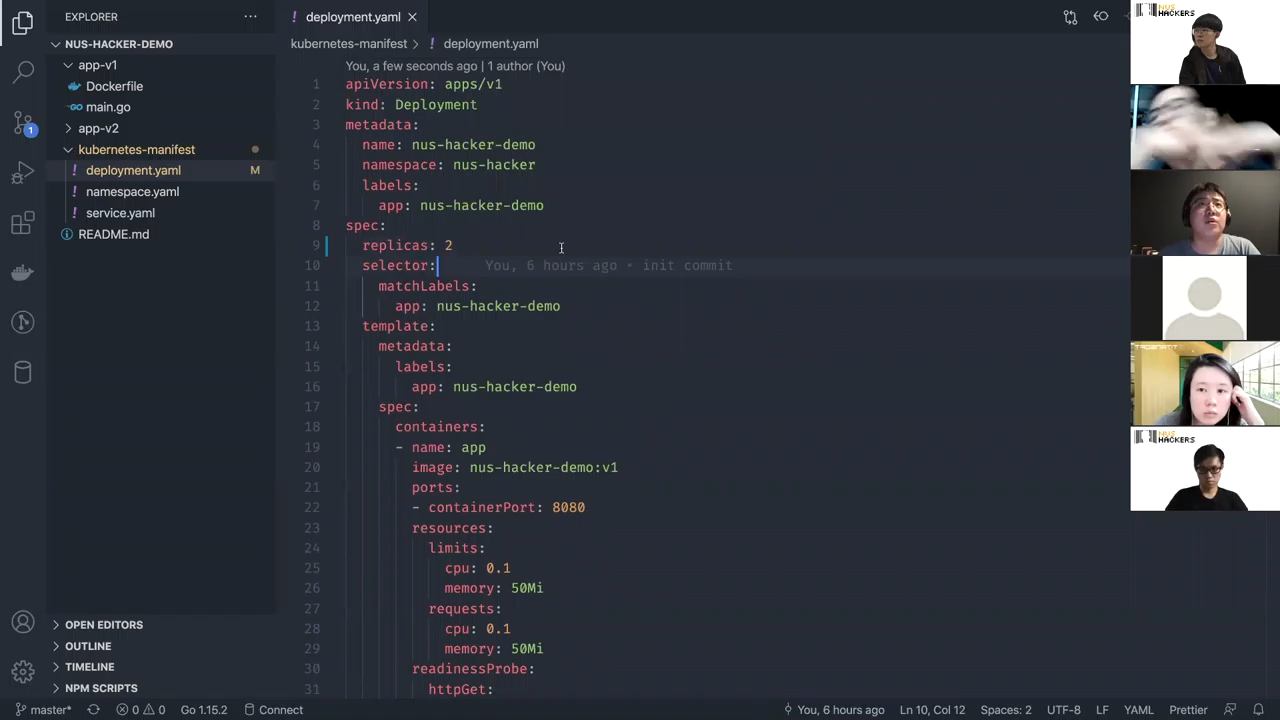 EXPLORER
NUS-HACKER-DEMO
app-v1
Dockerfile
main.go
app-v2
kubernetes-manifest
deployment.yaml M
namespace.yaml
service.yaml
README.md
OPEN EDITORS
OUTLINE
TIMELINE
NPM SCRIPTS
deployment.yaml
kubernetes-manifest > deployment.yaml
You, a few seconds ago | 1 author (You)
1 apiVersion: apps/v1
2 kind: Deployment
3 metadata:
4 name: nus-hacker-demo
5 namespace: nus-hacker
6 labels:
7 app: nus-hacker-demo
8 spec:
9 replicas: 2
10 selector: You, 6 hours ago • init commit
11 matchLabels:
12 app: nus-hacker-demo
13 template:
14 metadata:
15 labels:
16 app: nus-hacker-demo
17 spec:
18 containers:
19 - name: app
20 image: nus-hacker-demo:v1
21 ports:
22 - containerPort: 8080
23 resources:
24 limits:
25 cpu: 0.1
26 memory: 50Mi
27 requests:
28 cpu: 0.1
29 memory: 50Mi
30 readinessProbe:
31 httpGet:
NUS
HACKERS
NUS
HACKERS
1
master* 0 0 Go 1.15.2 Connect You, 6 hours ago Ln 10, Col 12 Spaces: 2 UTF-8 LF YAML Prettier